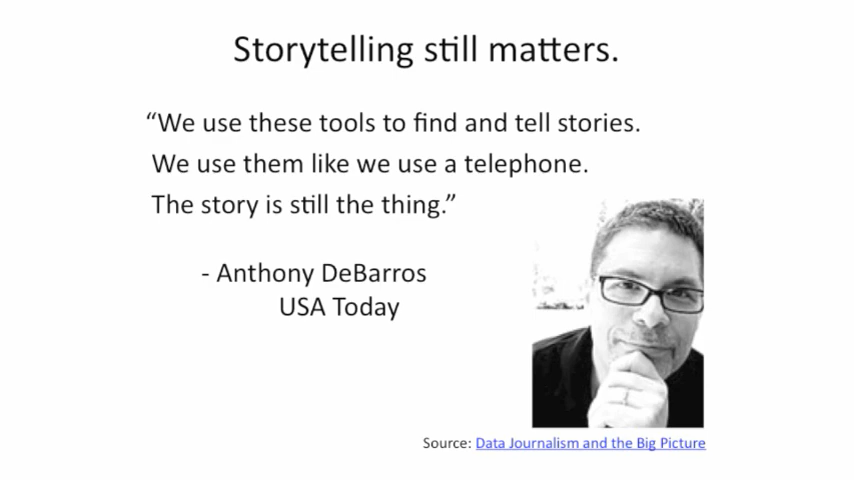 Storytelling still matters.
“We use these tools to find and tell stories.
We use them like we use a telephone.
The story is still the thing.”
- Anthony DeBarros
USA Today
Source: Data Journalism and the Big Picture